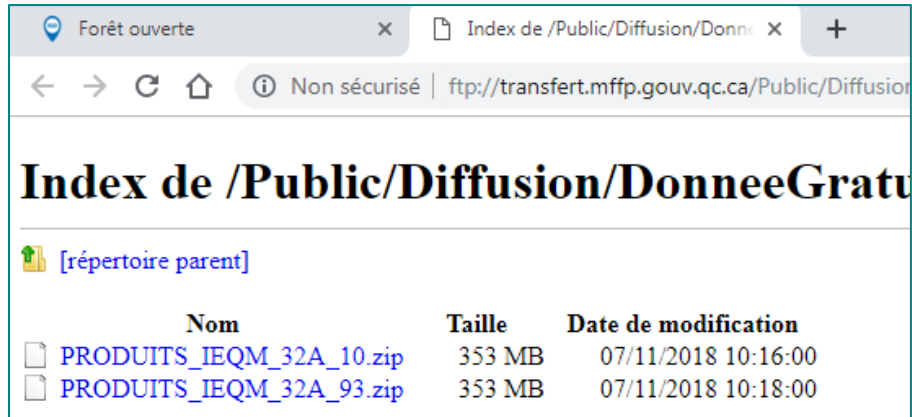 Forêt ouverte
Index de /Public/Diffusion/Donne
Non sécurisé | ftp://transfert.mffp.gouv.qc.ca/Public/Diffusion
Index de /Public/Diffusion/DonneeGratu
[répertoire parent]
Nom Taille Date de modification
PRODUITS_IEQM_32A_10.zip 353 MB 07/11/2018 10:16:00
PRODUITS_IEQM_32A_93.zip 353 MB 07/11/2018 10:18:00